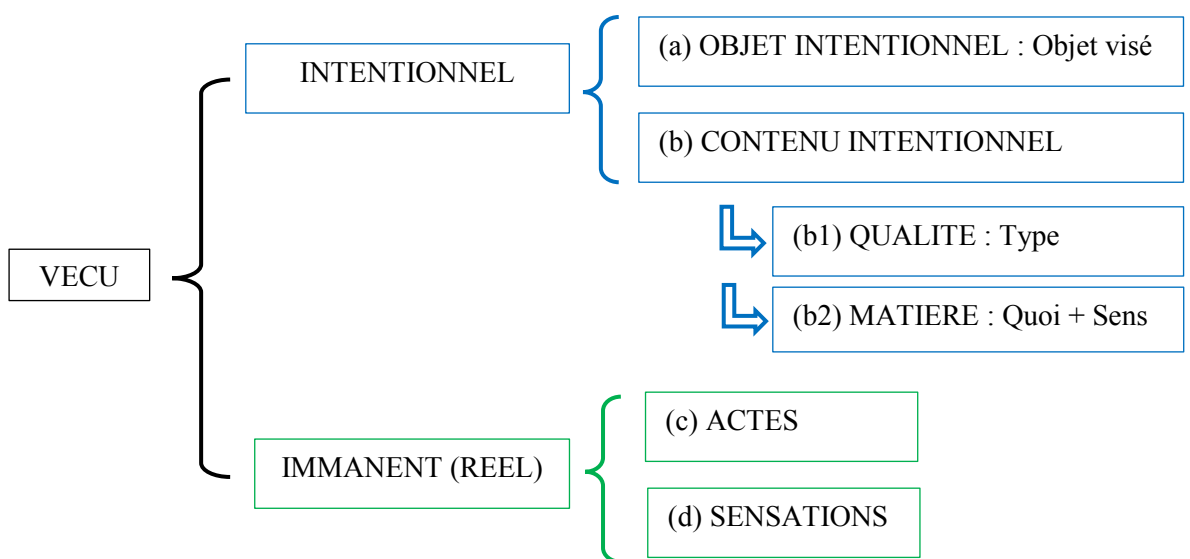 VECU
INTENTIONNEL
(a) OBJET INTENTIONNEL : Objet visé
(b) CONTENU INTENTIONNEL
(b1) QUALITE : Type
(b2) MATIERE : Quoi + Sens
IMMANENT (REEL)
(c) ACTES
(d) SENSATIONS